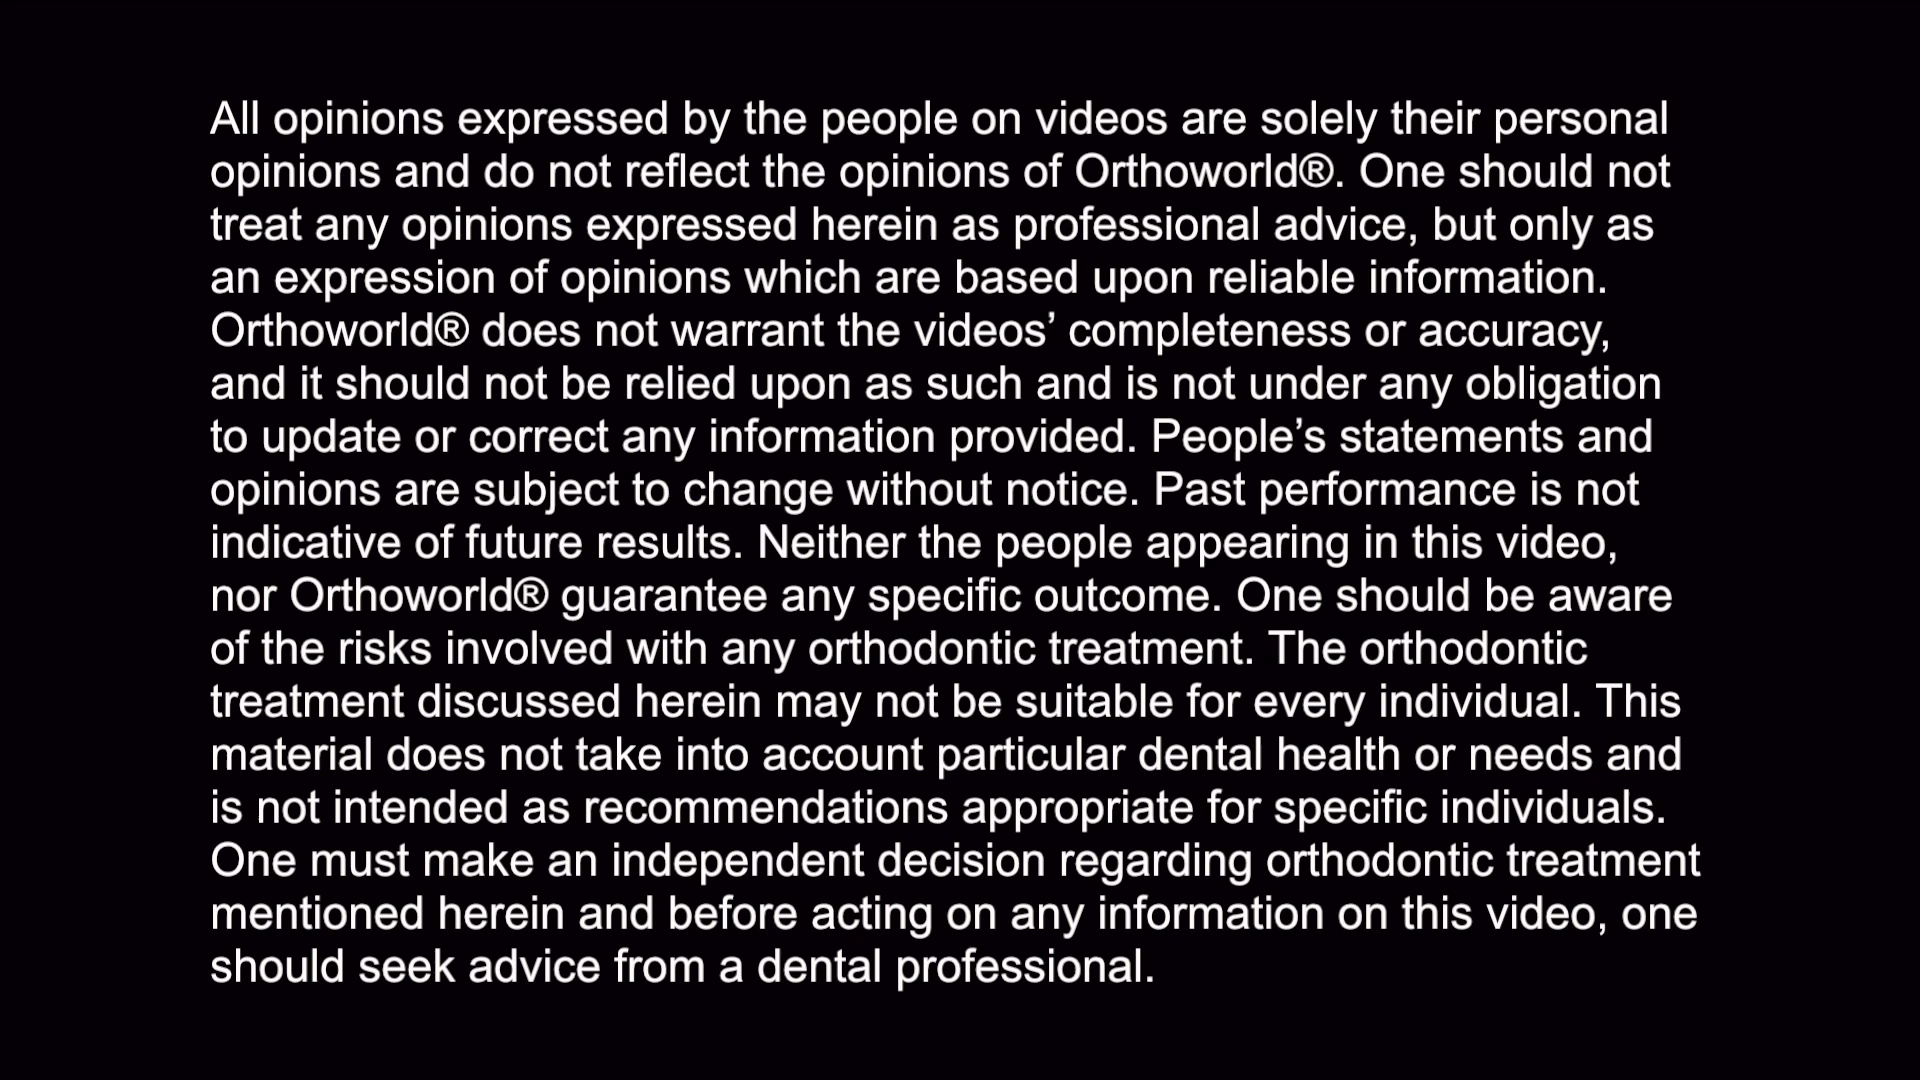 All opinions expressed by the people on videos are solely their personal
opinions and do not reflect the opinions of Orthoworld®. One should not
treat any opinions expressed herein as professional advice, but only as
an expression of opinions which are based upon reliable information.
Orthoworld® does not warrant the videos’ completeness or accuracy,
and it should not be relied upon as such and is not under any obligation
to update or correct any information provided. People’s statements and
opinions are subject to change without notice. Past performance is not
indicative of future results. Neither the people appearing in this video,
nor Orthoworld® guarantee any specific outcome. One should be aware
of the risks involved with any orthodontic treatment. The orthodontic
treatment discussed herein may not be suitable for every individual. This
material does not take into account particular dental health or needs and
is not intended as recommendations appropriate for specific individuals.
One must make an independent decision regarding orthodontic treatment
mentioned herein and before acting on any information on this video, one
should seek advice from a dental professional.